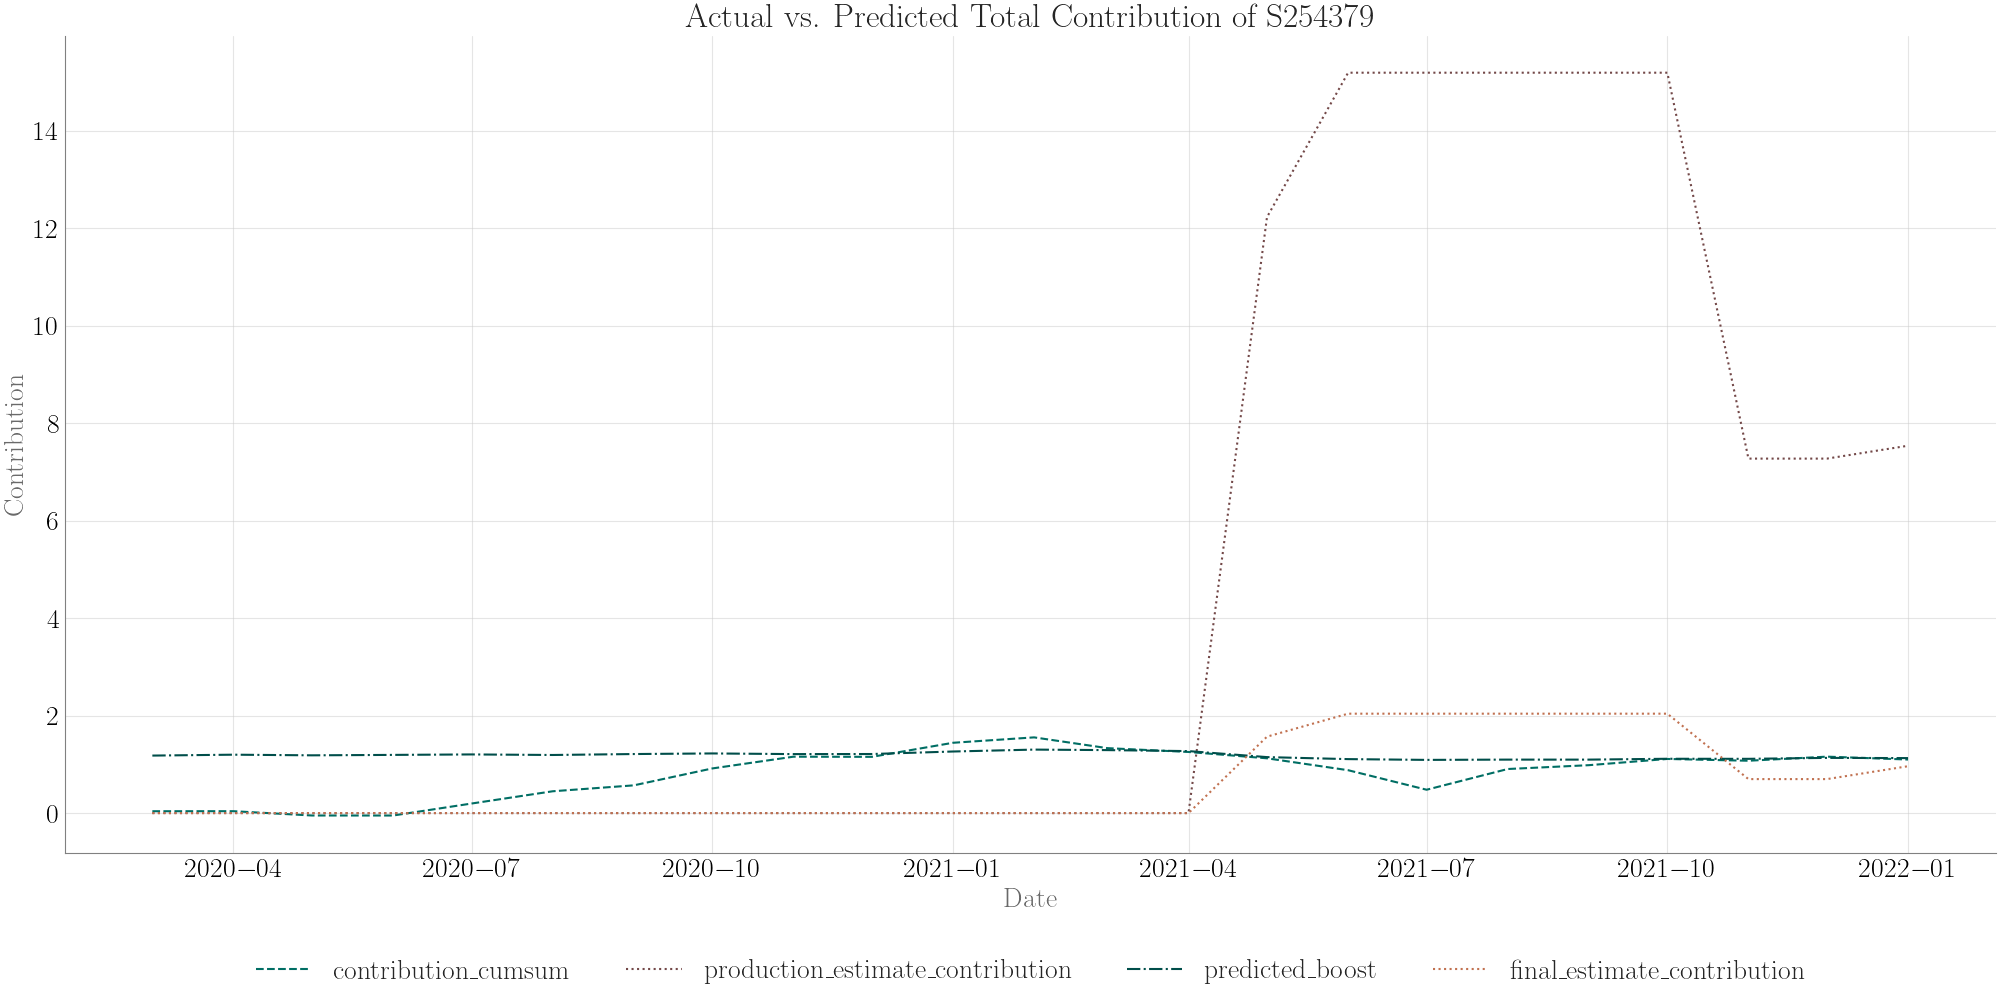 Actual vs. Predicted Total Contribution of S254379
14
12
10
8
6
4
2
0
Contribution
2020–04 2020–07 2020–10 2021–01 2021–04 2021–07 2021–10 2022–01
Date
contribution_cumsum production_estimate_contribution predicted_boost final_estimate_contribution